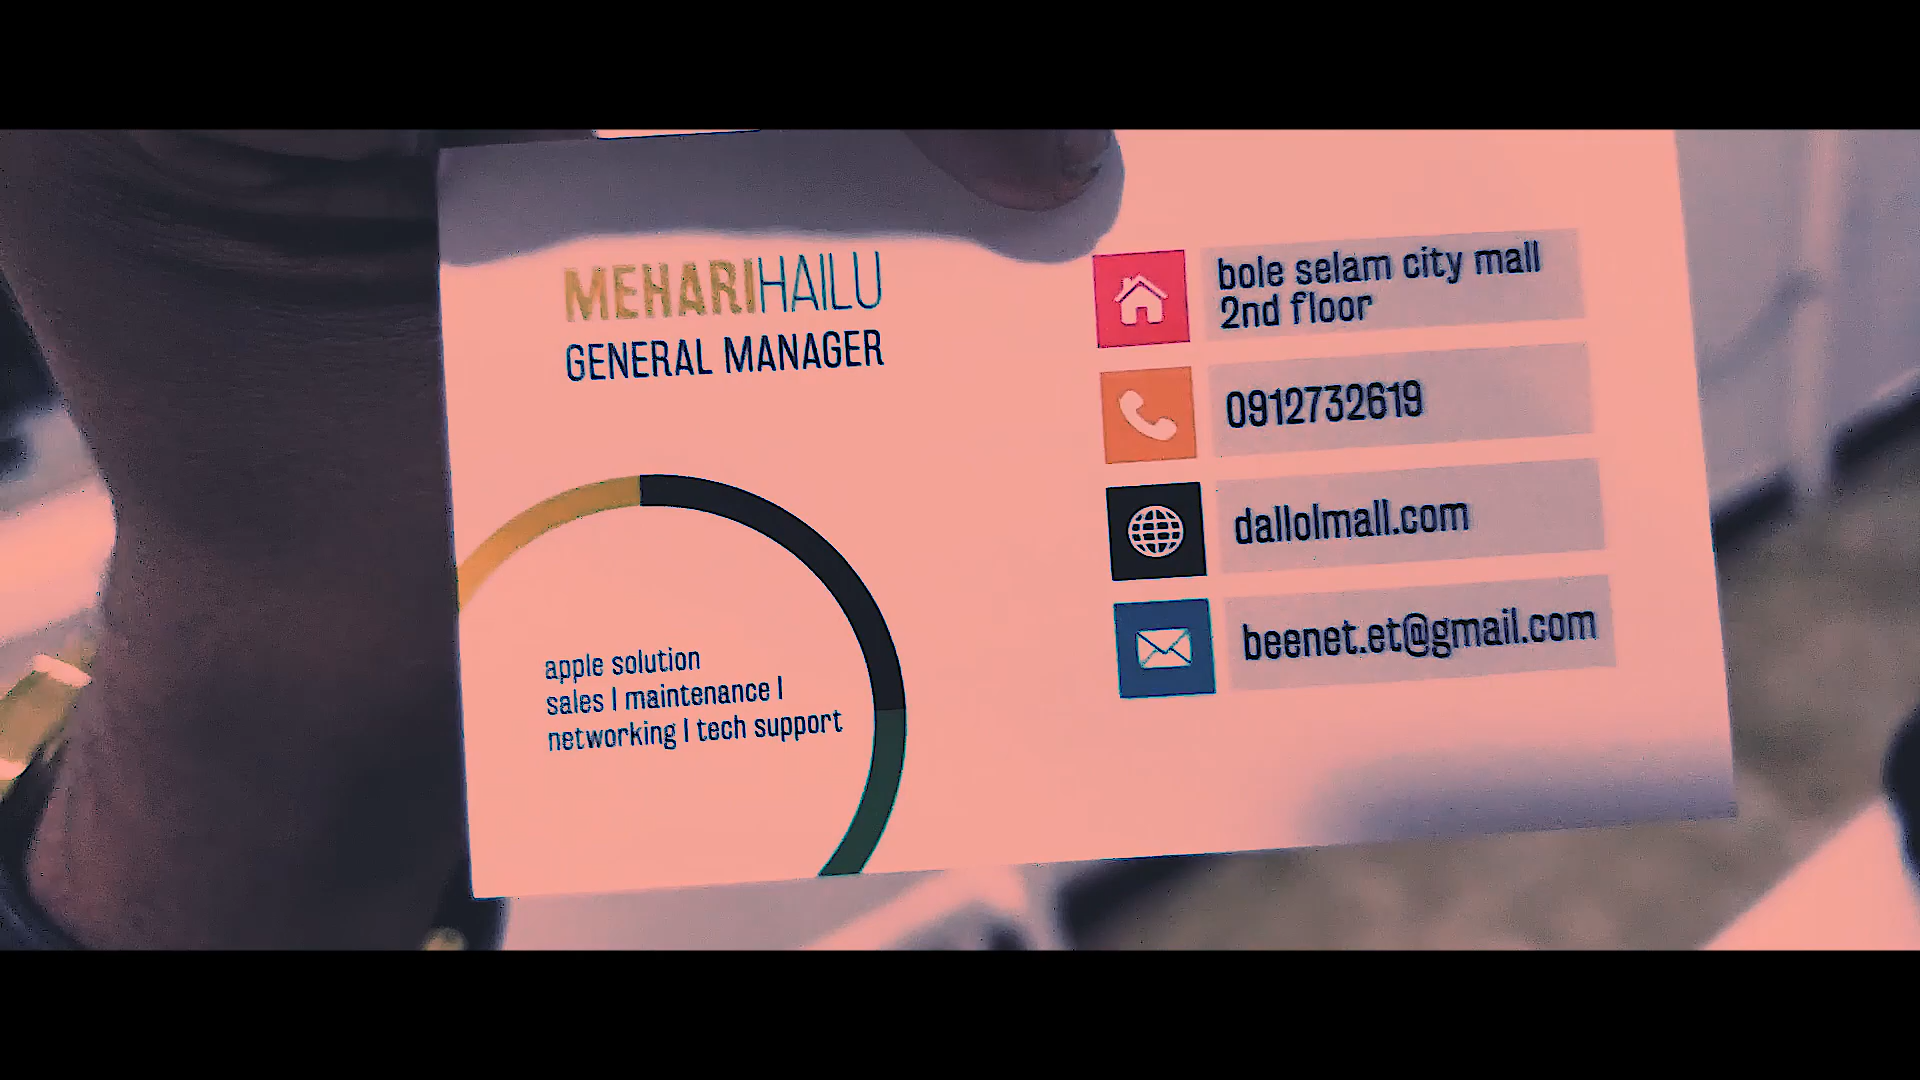 MEHARIHAILU
GENERAL MANAGER
apple solution
sales | maintenance |
networking | tech support
bole selam city mall
2nd floor
0912732619
dallolmall.com
beenet.et@gmail.com